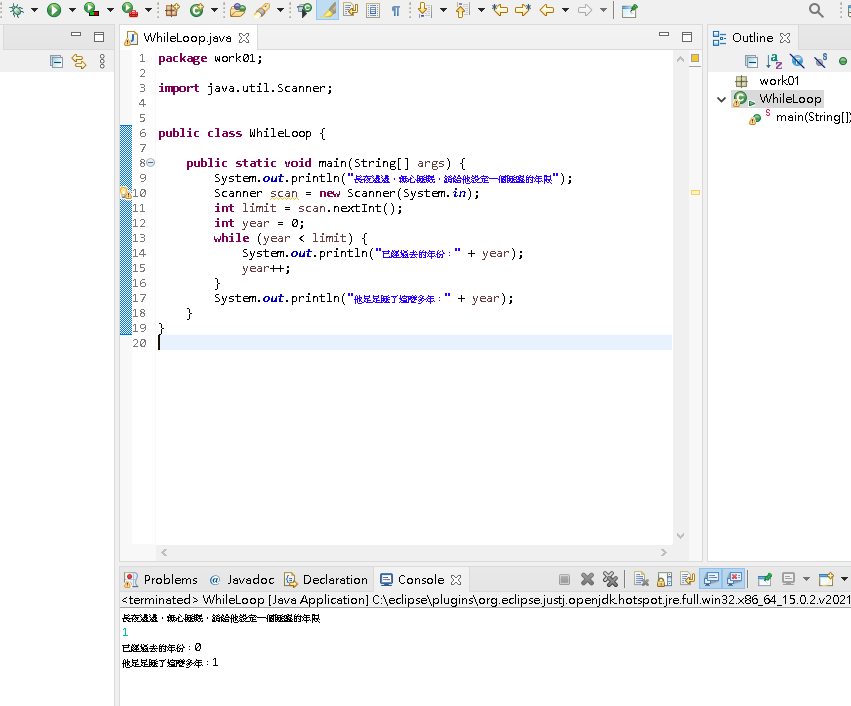 WhileLoop.java
Outline
1 package work01;
2
3 import java.util.Scanner;
4
5
6 public class WhileLoop {
7
8 public static void main(String[] args) {
9 System.out.println("長夜漫漫，無心睡眠，請給他設定一個睡醒的年限");
10 Scanner scan = new Scanner(System.in);
11 int limit = scan.nextInt();
12 int year = 0;
13 while (year < limit) {
14 System.out.println("已經過去的年份：" + year);
15 year++;
16 }
17 System.out.println("他足足睡了這麼多年：" + year);
18 }
19 }
20
work01
WhileLoop
main(String[])
Problems @ Javadoc Declaration Console
<terminated> WhileLoop [Java Application] C:\eclipse\plugins\org.eclipse.justj.openjdk.hotspot.jre.full.win32.x86_64_15.0.2.v2021
長夜漫漫，無心睡眠，請給他設定一個睡醒的年限
1
已經過去的年份：0
他足足睡了這麼多年：1